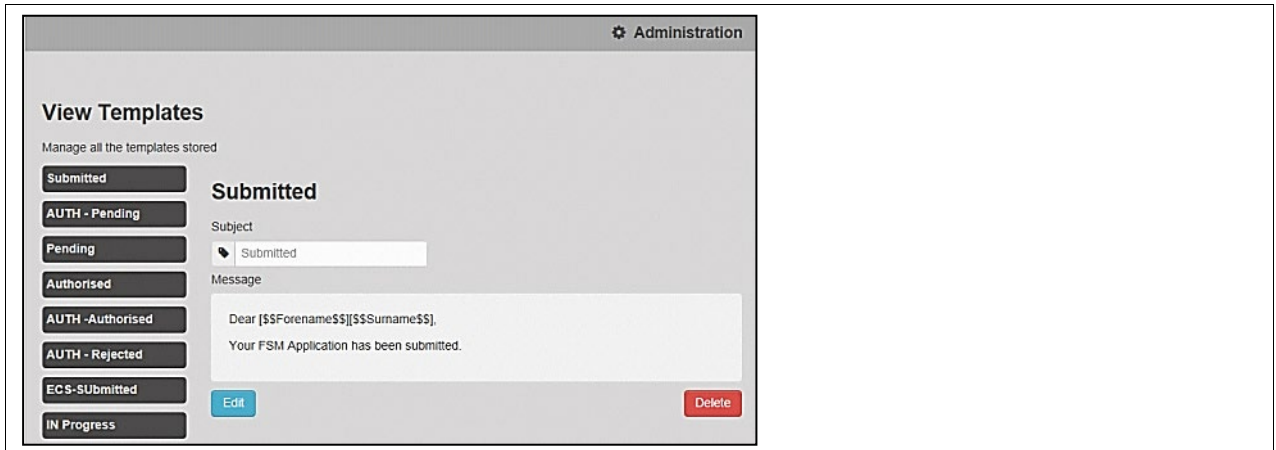 Administration
View Templates
Manage all the templates stored
Submitted
AUTH - Pending
Pending
Authorised
AUTH -Authorised
AUTH - Rejected
ECS-SUbmitted
IN Progress
Submitted
Subject
Submitted
Message
Dear [$$Forename$$][$$Surname$$],
Your FSM Application has been submitted.
Edit
Delete